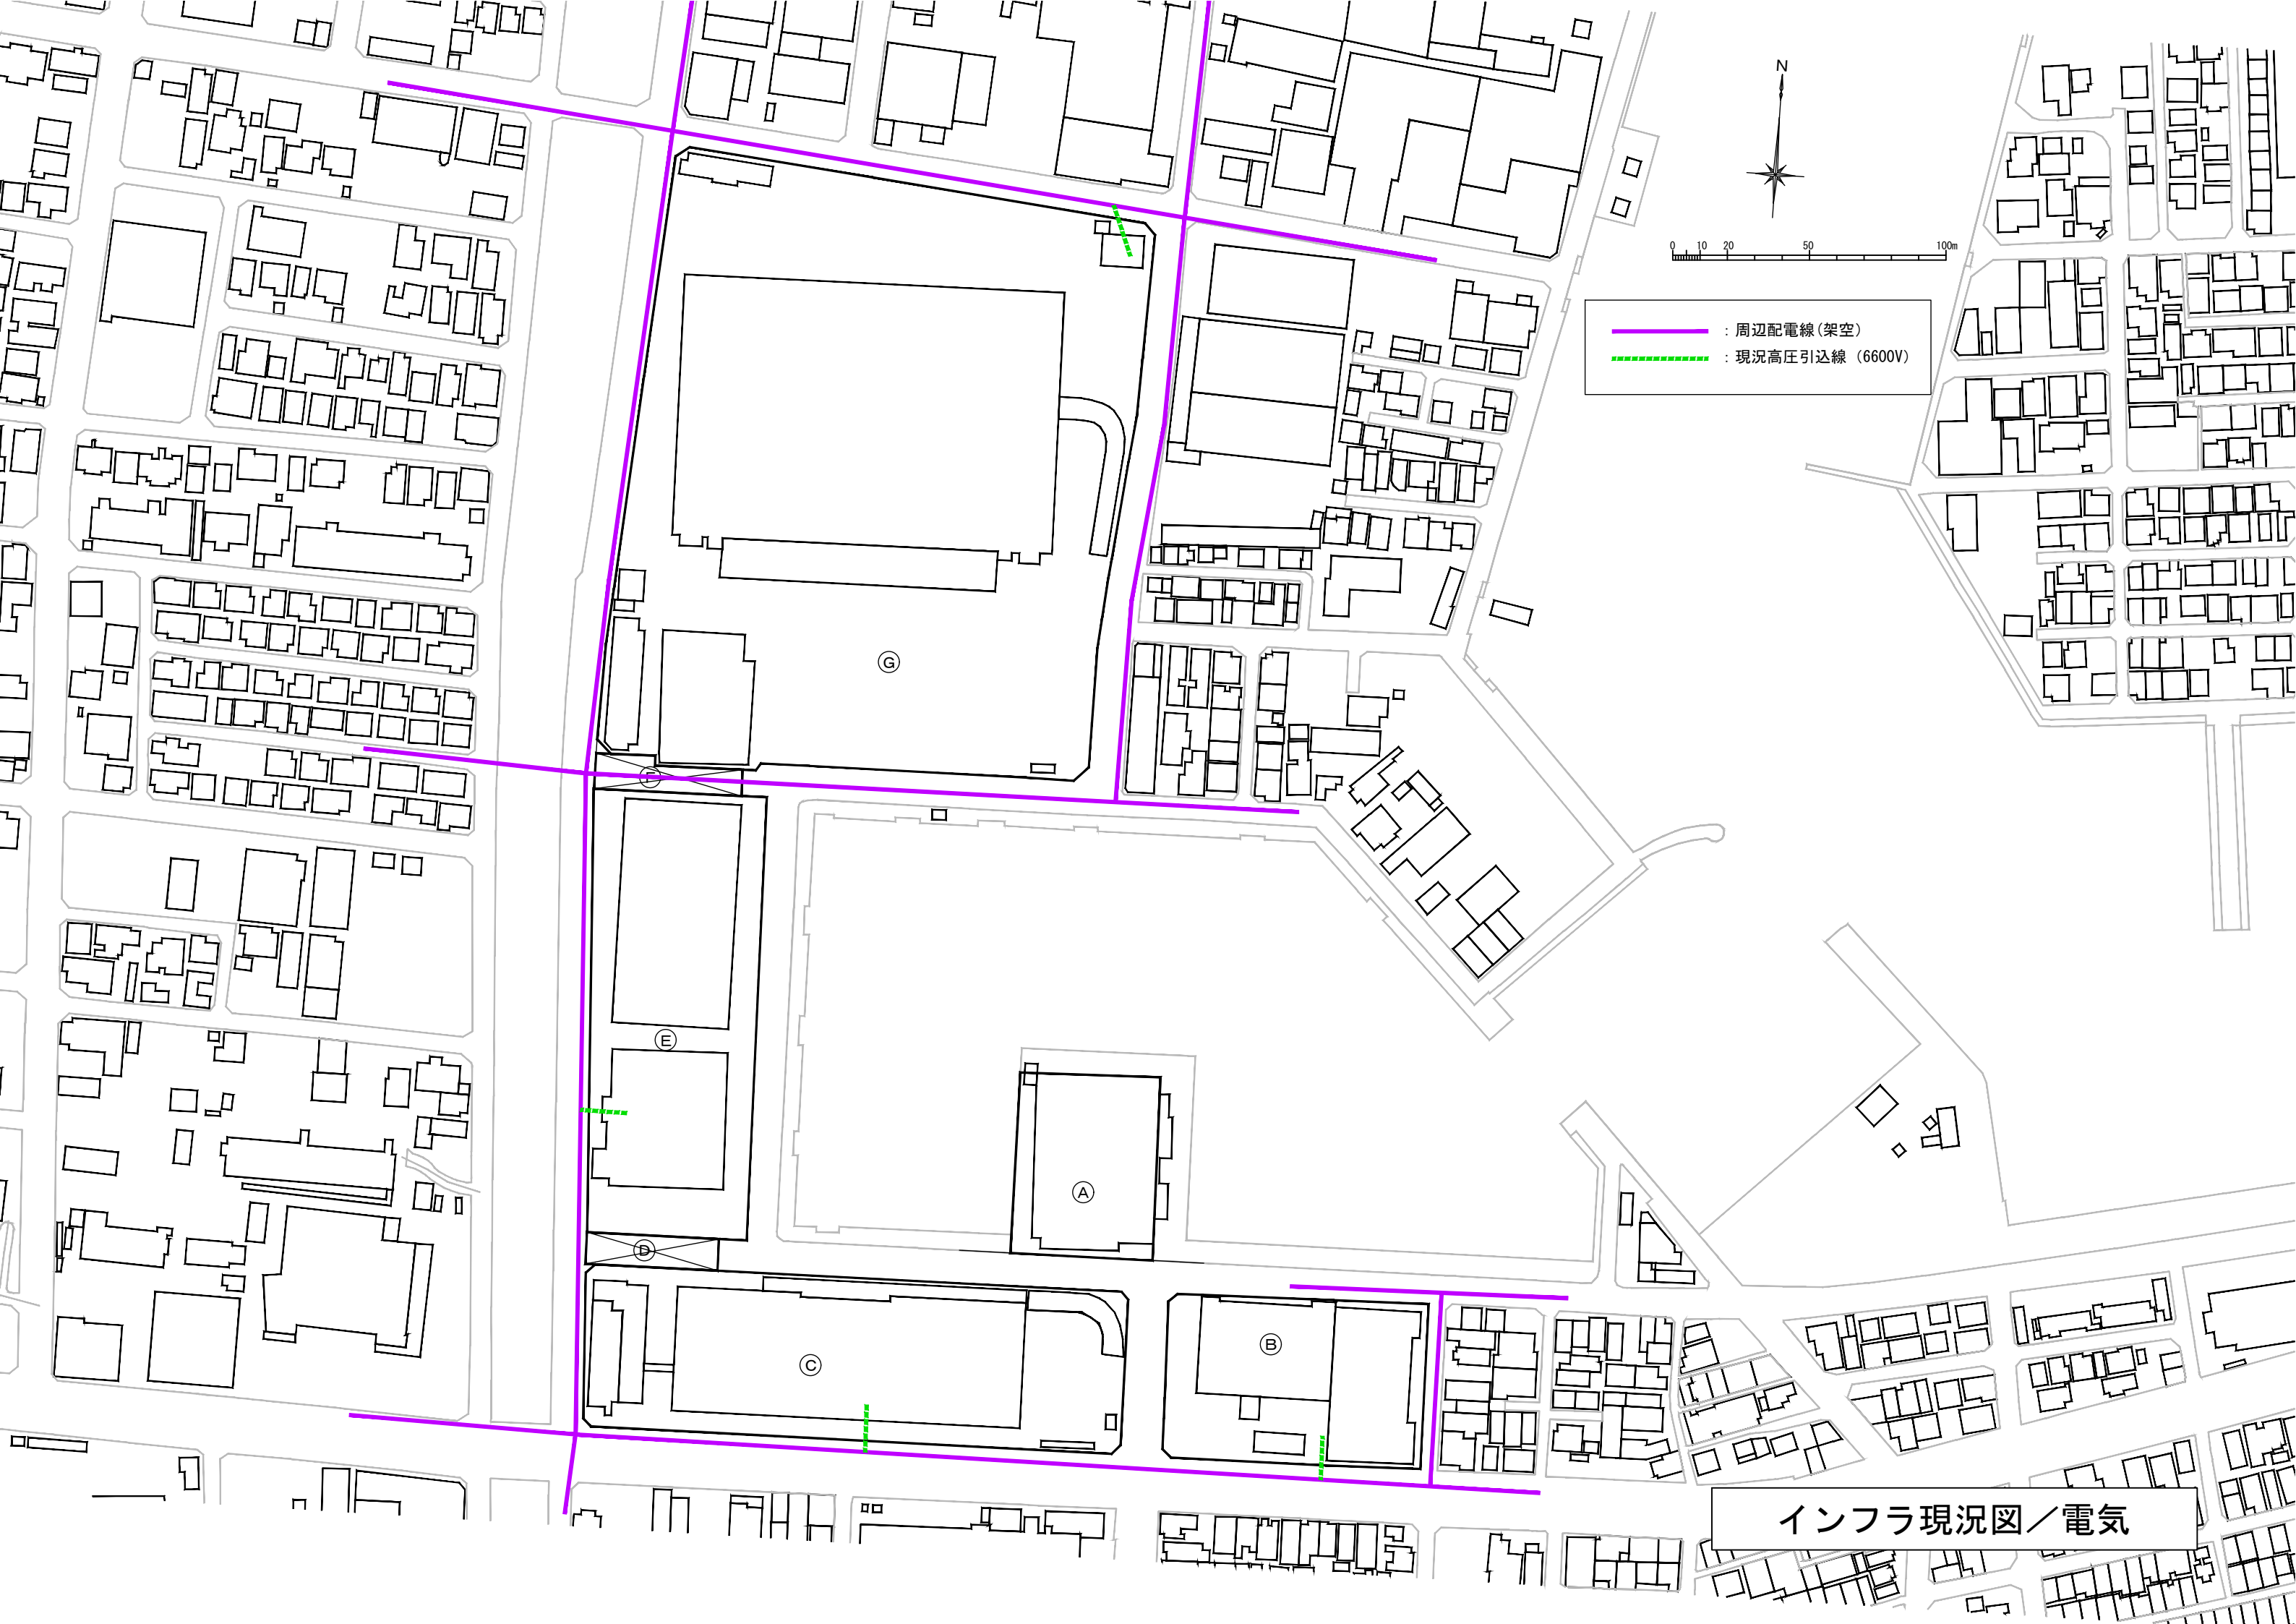 N
0 10 20 50 100m
：周辺配電線(架空)
：現況高圧引込線（6600V）
G
F
E
A
D
B
C
インフラ現況図／電気